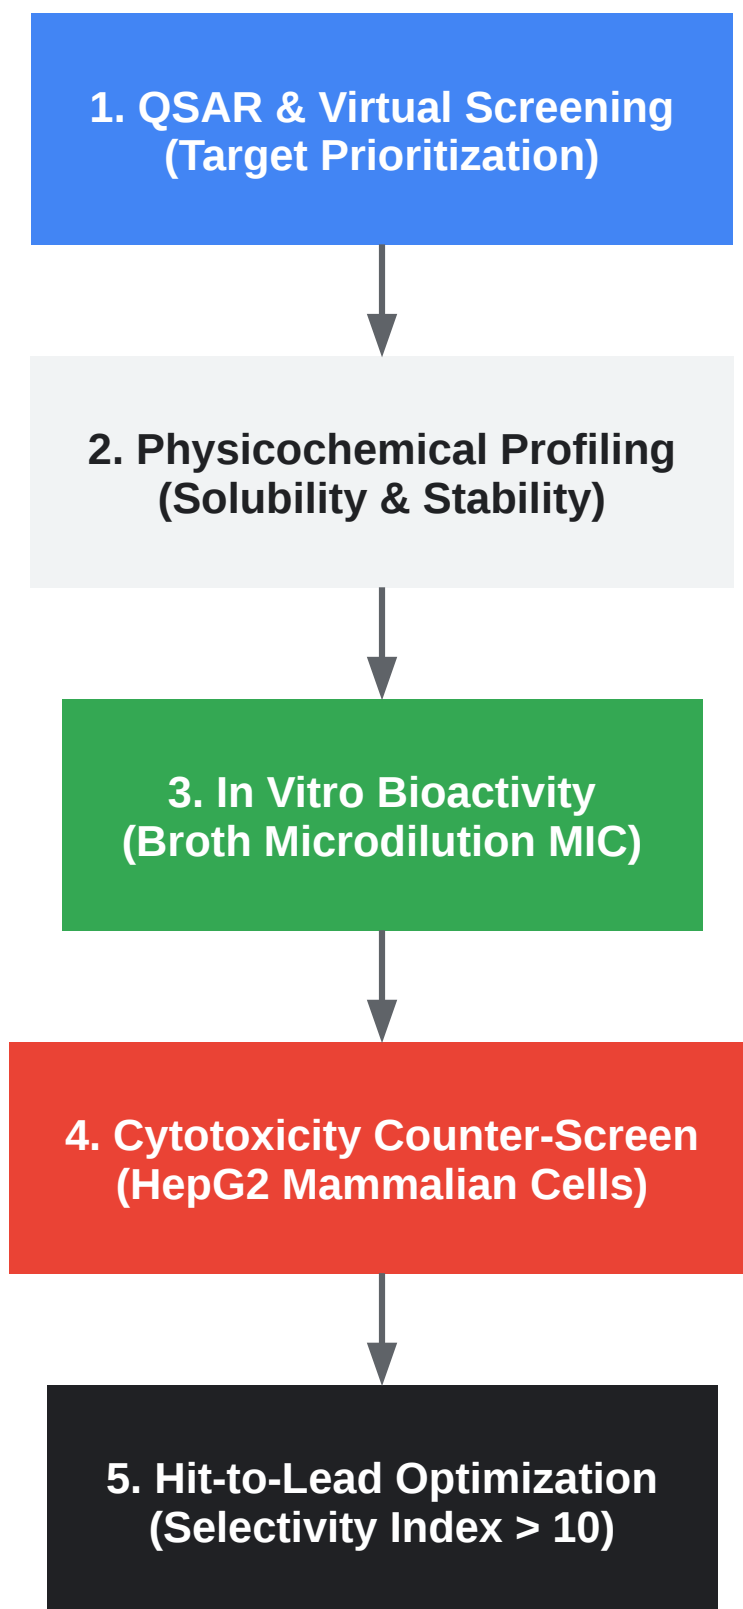 1. QSAR & Virtual Screening
(Target Prioritization)
2. Physicochemical Profiling
(Solubility & Stability)
3. In Vitro Bioactivity
(Broth Microdilution MIC)
4. Cytotoxicity Counter-Screen
(HepG2 Mammalian Cells)
5. Hit-to-Lead Optimization
(Selectivity Index > 10)